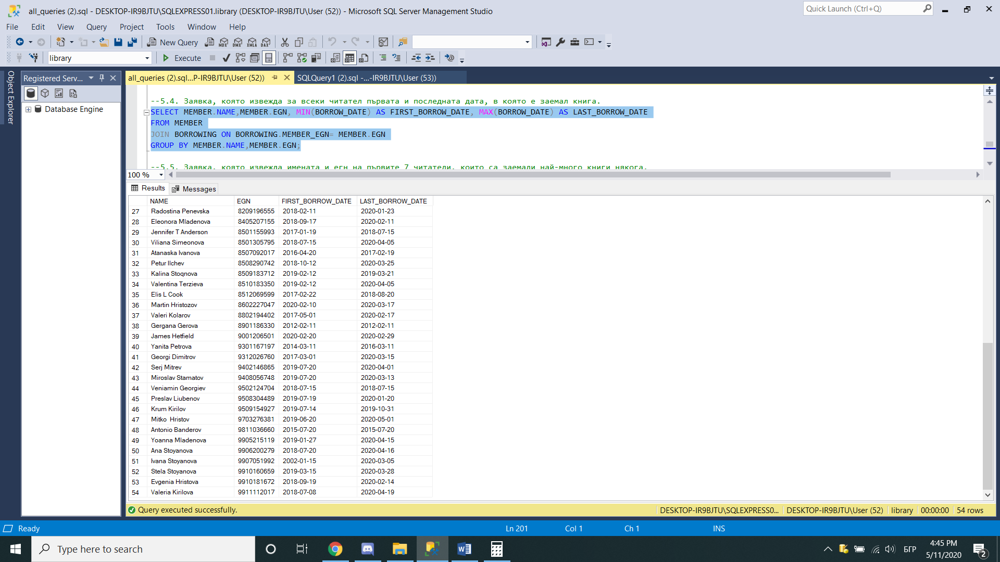 all_queries (2).sql - DESKTOP-IR9BJTU\SQLEXPRESS01.library (DESKTOP-IR9BJTU\User (52)) - Microsoft SQL Server Management Studio
Quick Launch (Ctrl+Q)
File Edit View Query Project Tools Window Help
New Query MDX DMX XMLA DAX
library Execute
Object Explorer
Registered Serv...
all_queries (2).sql...P-IR9BJTU\User (52))
SQLQuery1 (2).sql -...-IR9BJTU\User (53))
Database Engine
--5.4. Заявка, която извежда за всеки читател първата и последната дата, в която е заемал книга.
SELECT MEMBER.NAME,MEMBER.EGN, MIN(BORROW_DATE) AS FIRST_BORROW_DATE, MAX(BORROW_DATE) AS LAST_BORROW_DATE
FROM MEMBER
JOIN BORROWING ON BORROWING.MEMBER_EGN= MEMBER.EGN
GROUP BY MEMBER.NAME,MEMBER.EGN;
--5.5. Заявка, която извежда имената и егн на първите 7 читатели, които са заемали най-много книги някога.
100 %
Results Messages
NAME EGN FIRST_BORROW_DATE LAST_BORROW_DATE
27 Radostina Penevska 8209196555 2018-02-11 2020-01-23
28 Eleonora Mladenova 8405207155 2018-09-17 2020-02-11
29 Jennifer T Anderson 8501155993 2017-01-19 2018-07-15
30 Viliana Simeonova 8501305795 2018-07-15 2020-04-05
31 Atanaska Ivanova 8507092017 2016-04-20 2017-02-19
32 Petur Ilchev 8508290742 2018-10-12 2020-03-25
33 Kalina Stoqnova 8509183712 2019-02-12 2019-03-21
34 Valentina Terzieva 8510183350 2019-02-12 2020-04-05
35 Elis L Cook 8512069599 2017-02-22 2018-08-20
36 Martin Hristozov 8602227047 2020-02-10 2020-03-17
37 Valeri Kolarov 8802194402 2017-05-01 2020-02-17
38 Gergana Gerova 8901186330 2012-02-11 2012-02-11
39 James Hetfield 9001206501 2020-02-20 2020-02-29
40 Yanita Petrova 9301167197 2014-03-11 2016-03-11
41 Georgi Dimitrov 9312026760 2017-03-01 2020-03-15
42 Serj Mitrev 9402146865 2019-07-20 2020-04-01
43 Miroslav Stamatov 9408056748 2019-07-20 2020-03-13
44 Veniamin Georgiev 9502124704 2018-07-15 2018-07-15
45 Preslav Liubenov 9508304489 2019-07-19 2020-01-20
46 Krum Kirilov 9509154927 2019-07-14 2019-10-31
47 Mitko  Hristov 9703276381 2019-06-20 2020-05-01
48 Antonio Banderov 9811036660 2015-07-20 2015-07-20
49 Yoanna Mladenova 9905215119 2019-01-27 2020-04-15
50 Ana Stoyanova 9906200279 2018-07-20 2020-04-16
51 Ivana Stoyanova 9907051992 2002-01-15 2020-03-05
52 Stela Stoyanova 9910160659 2019-03-15 2020-03-28
53 Evgenia Hristova 9910181672 2018-09-19 2020-02-14
54 Valeria Kirilova 9911112017 2018-07-08 2020-04-19
Query executed successfully. DESKTOP-IR9BJTU\SQLEXPRESS0... DESKTOP-IR9BJTU\User (52) library 00:00:00 54 rows
Ready Ln 201 Col 1 Ch 1 INS
Type here to search
БГР
4:45 PM
5/11/2020
2